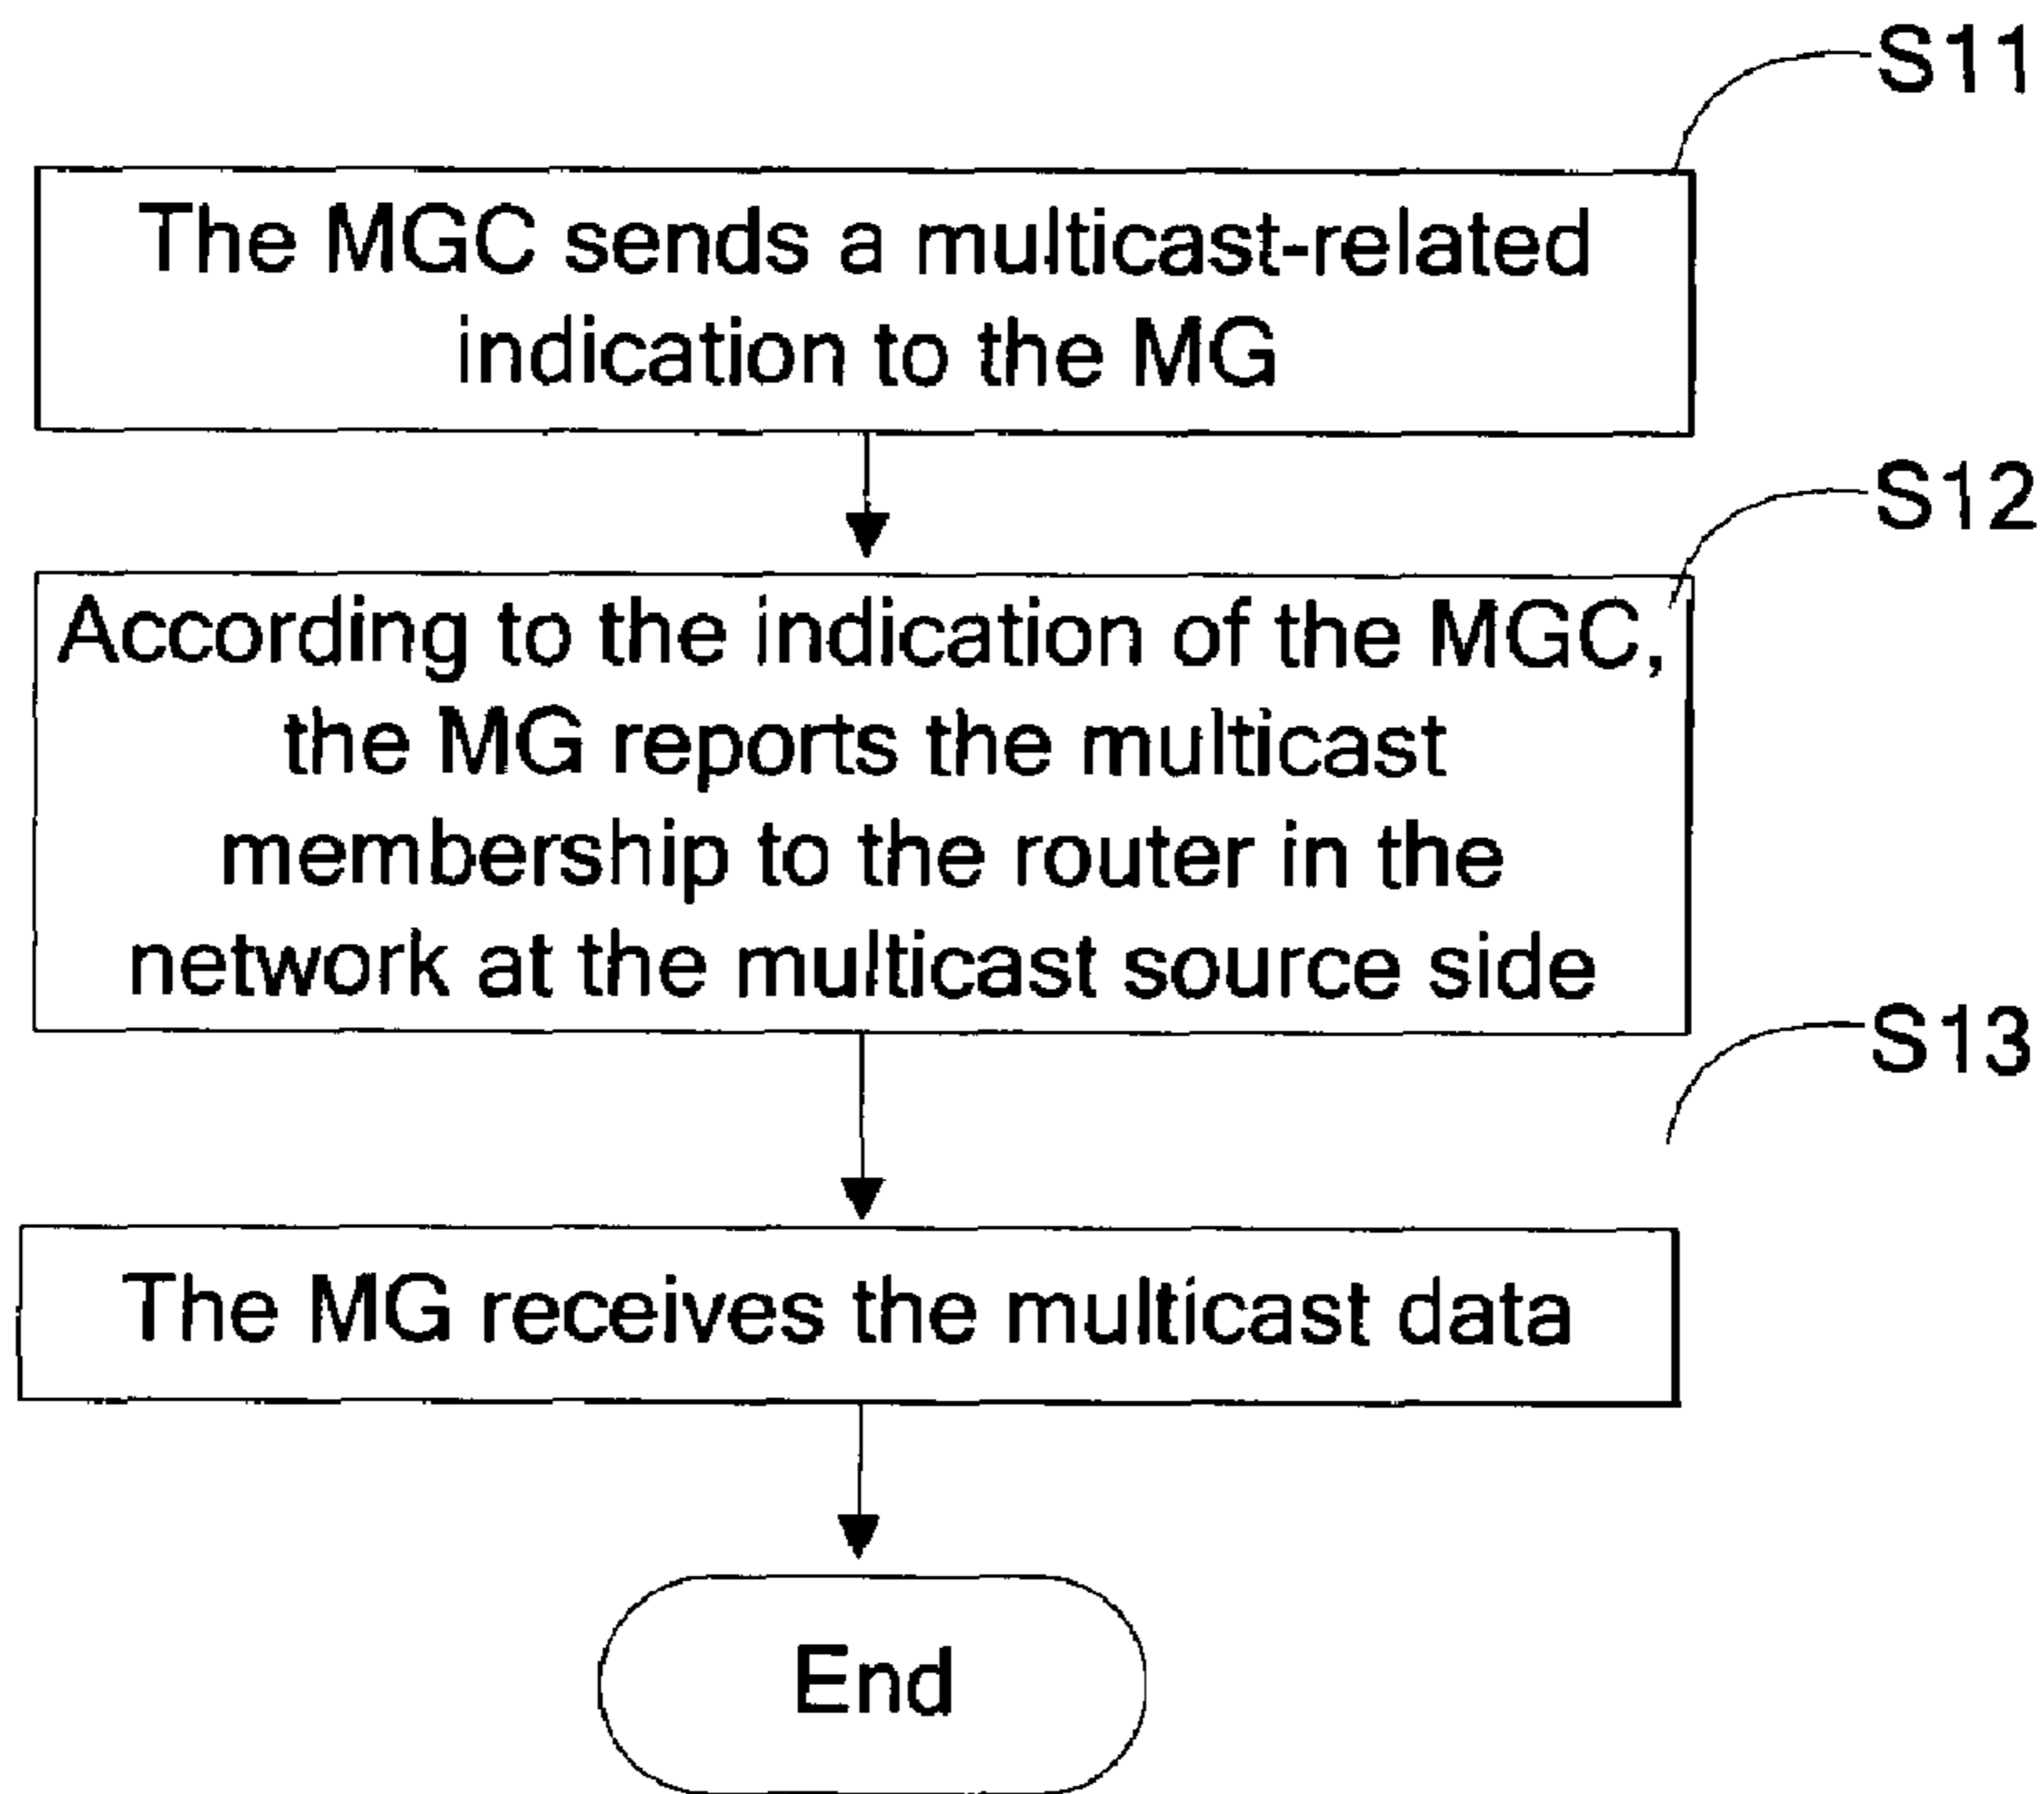 S11
The MGC sends a multicast-related
indication to the MG
S12
According to the indication of the MGC,
the MG reports the multicast
membership to the router in the
network at the multicast source side
S13
The MG receives the multicast data
End